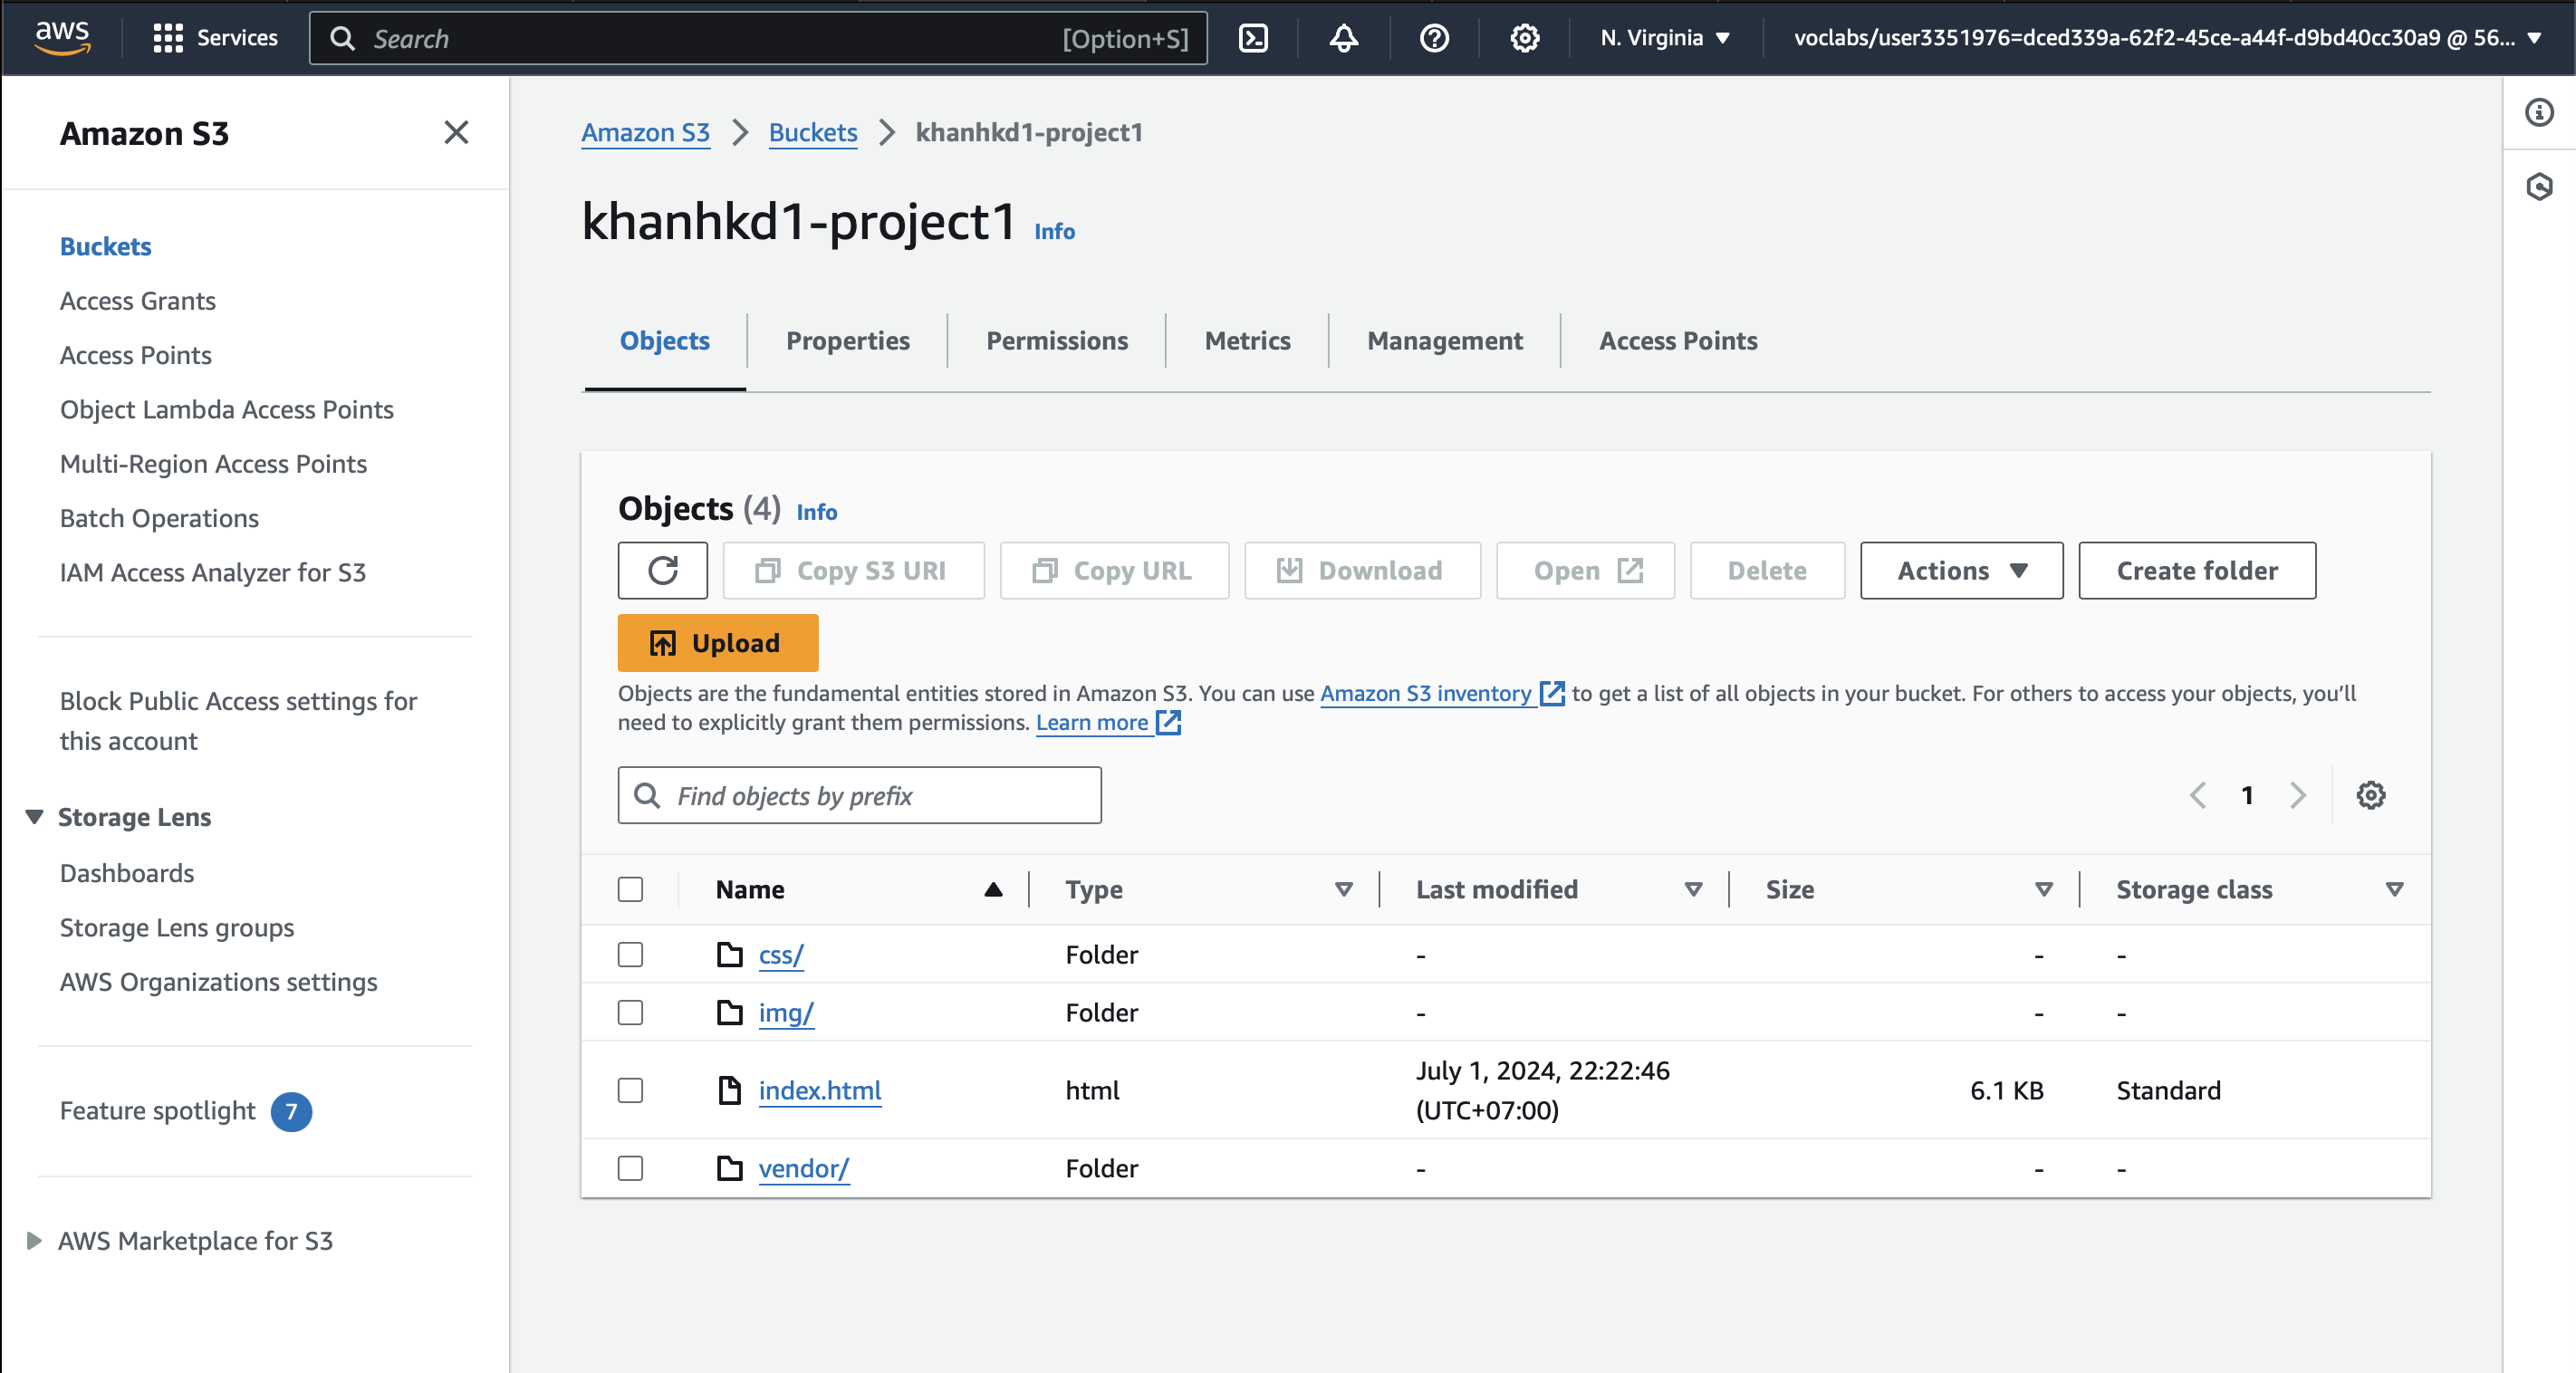 aws
Services
Search
[Option+S]
N. Virginia
voclabs/user3351976=dced339a-62f2-45ce-a44f-d9bd40cc30a9 @ 56...
Amazon S3
Buckets
Access Grants
Access Points
Object Lambda Access Points
Multi-Region Access Points
Batch Operations
IAM Access Analyzer for S3
Block Public Access settings for
this account
Storage Lens
Dashboards
Storage Lens groups
AWS Organizations settings
Feature spotlight 7
AWS Marketplace for S3
Amazon S3 > Buckets > khanhkd1-project1
khanhkd1-project1 Info
Objects Properties Permissions Metrics Management Access Points
Objects (4) Info
Copy S3 URI Copy URL Download Open Delete Actions Create folder
Upload
Objects are the fundamental entities stored in Amazon S3. You can use Amazon S3 inventory to get a list of all objects in your bucket. For others to access your objects, you'll
need to explicitly grant them permissions. Learn more
Find objects by prefix
1
Name Type Last modified Size Storage class
css/ Folder - - -
img/ Folder - - -
index.html html July 1, 2024, 22:22:46
(UTC+07:00) 6.1 KB Standard
vendor/ Folder - - -